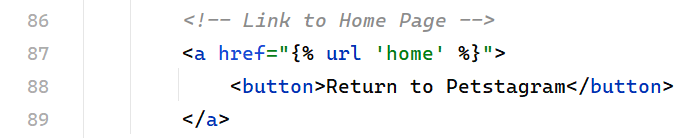 86 <!-- Link to Home Page -->
87 <a href="{% url 'home' %}">
88 <button>Return to Petstagram</button>
89 </a>